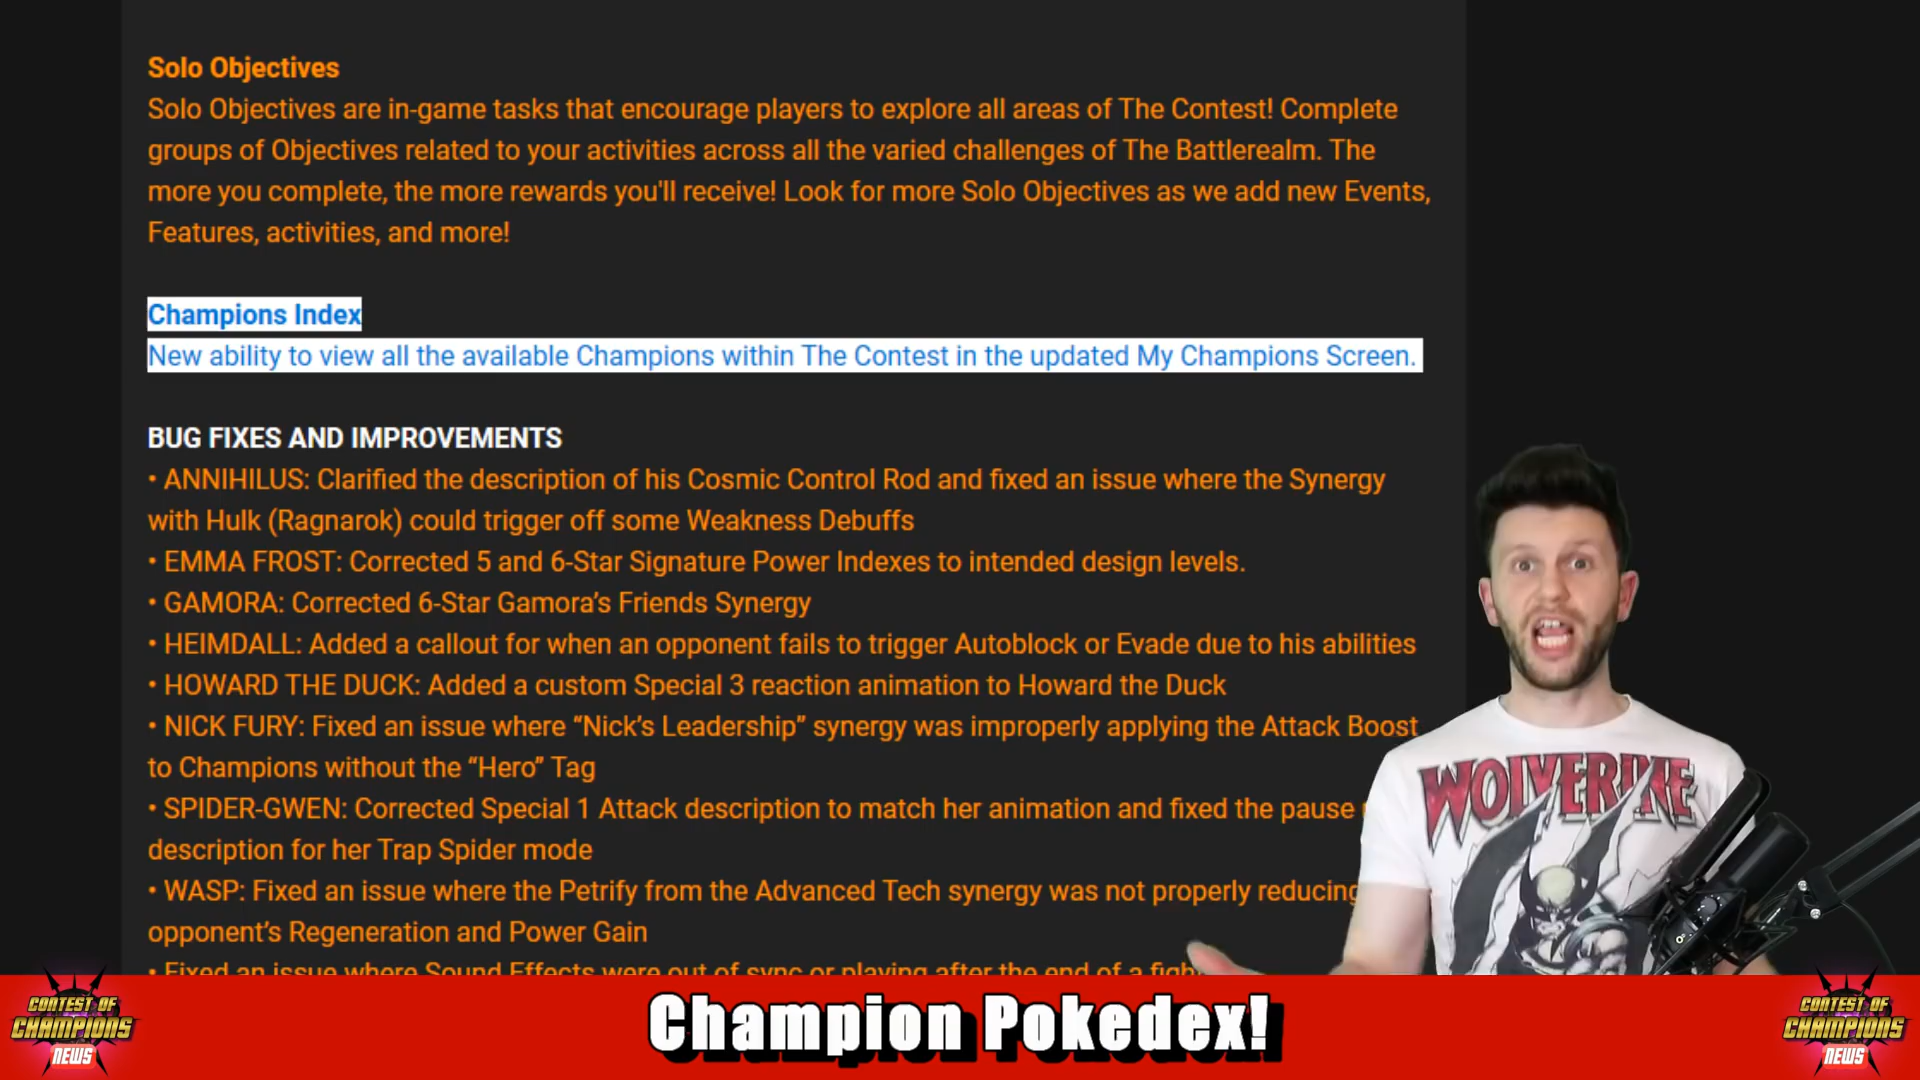 Solo Objectives
Solo Objectives are in-game tasks that encourage players to explore all areas of The Contest! Complete
groups of Objectives related to your activities across all the varied challenges of The Battlerealm. The
more you complete, the more rewards you'll receive! Look for more Solo Objectives as we add new Events,
Features, activities, and more!
Champions Index
New ability to view all the available Champions within The Contest in the updated My Champions Screen.
BUG FIXES AND IMPROVEMENTS
• ANNIHILUS: Clarified the description of his Cosmic Control Rod and fixed an issue where the Synergy
with Hulk (Ragnarok) could trigger off some Weakness Debuffs
• EMMA FROST: Corrected 5 and 6-Star Signature Power Indexes to intended design levels.
• GAMORA: Corrected 6-Star Gamora’s Friends Synergy
• HEIMDALL: Added a callout for when an opponent fails to trigger Autoblock or Evade due to his abilities
• HOWARD THE DUCK: Added a custom Special 3 reaction animation to Howard the Duck
• NICK FURY: Fixed an issue where “Nick’s Leadership” synergy was improperly applying the Attack Boost
to Champions without the “Hero” Tag
• SPIDER-GWEN: Corrected Special 1 Attack description to match her animation and fixed the pause
description for her Trap Spider mode
• WASP: Fixed an issue where the Petrify from the Advanced Tech synergy was not properly reducing
opponent’s Regeneration and Power Gain
• Fixed an issue where Sound Effects were out of sync or playing after the end of a fight
WOLVERINE
CONTEST OF
CHAMPIONS
NEWS
Champion Pokedex!
CONTEST OF
CHAMPIONS
NEWS